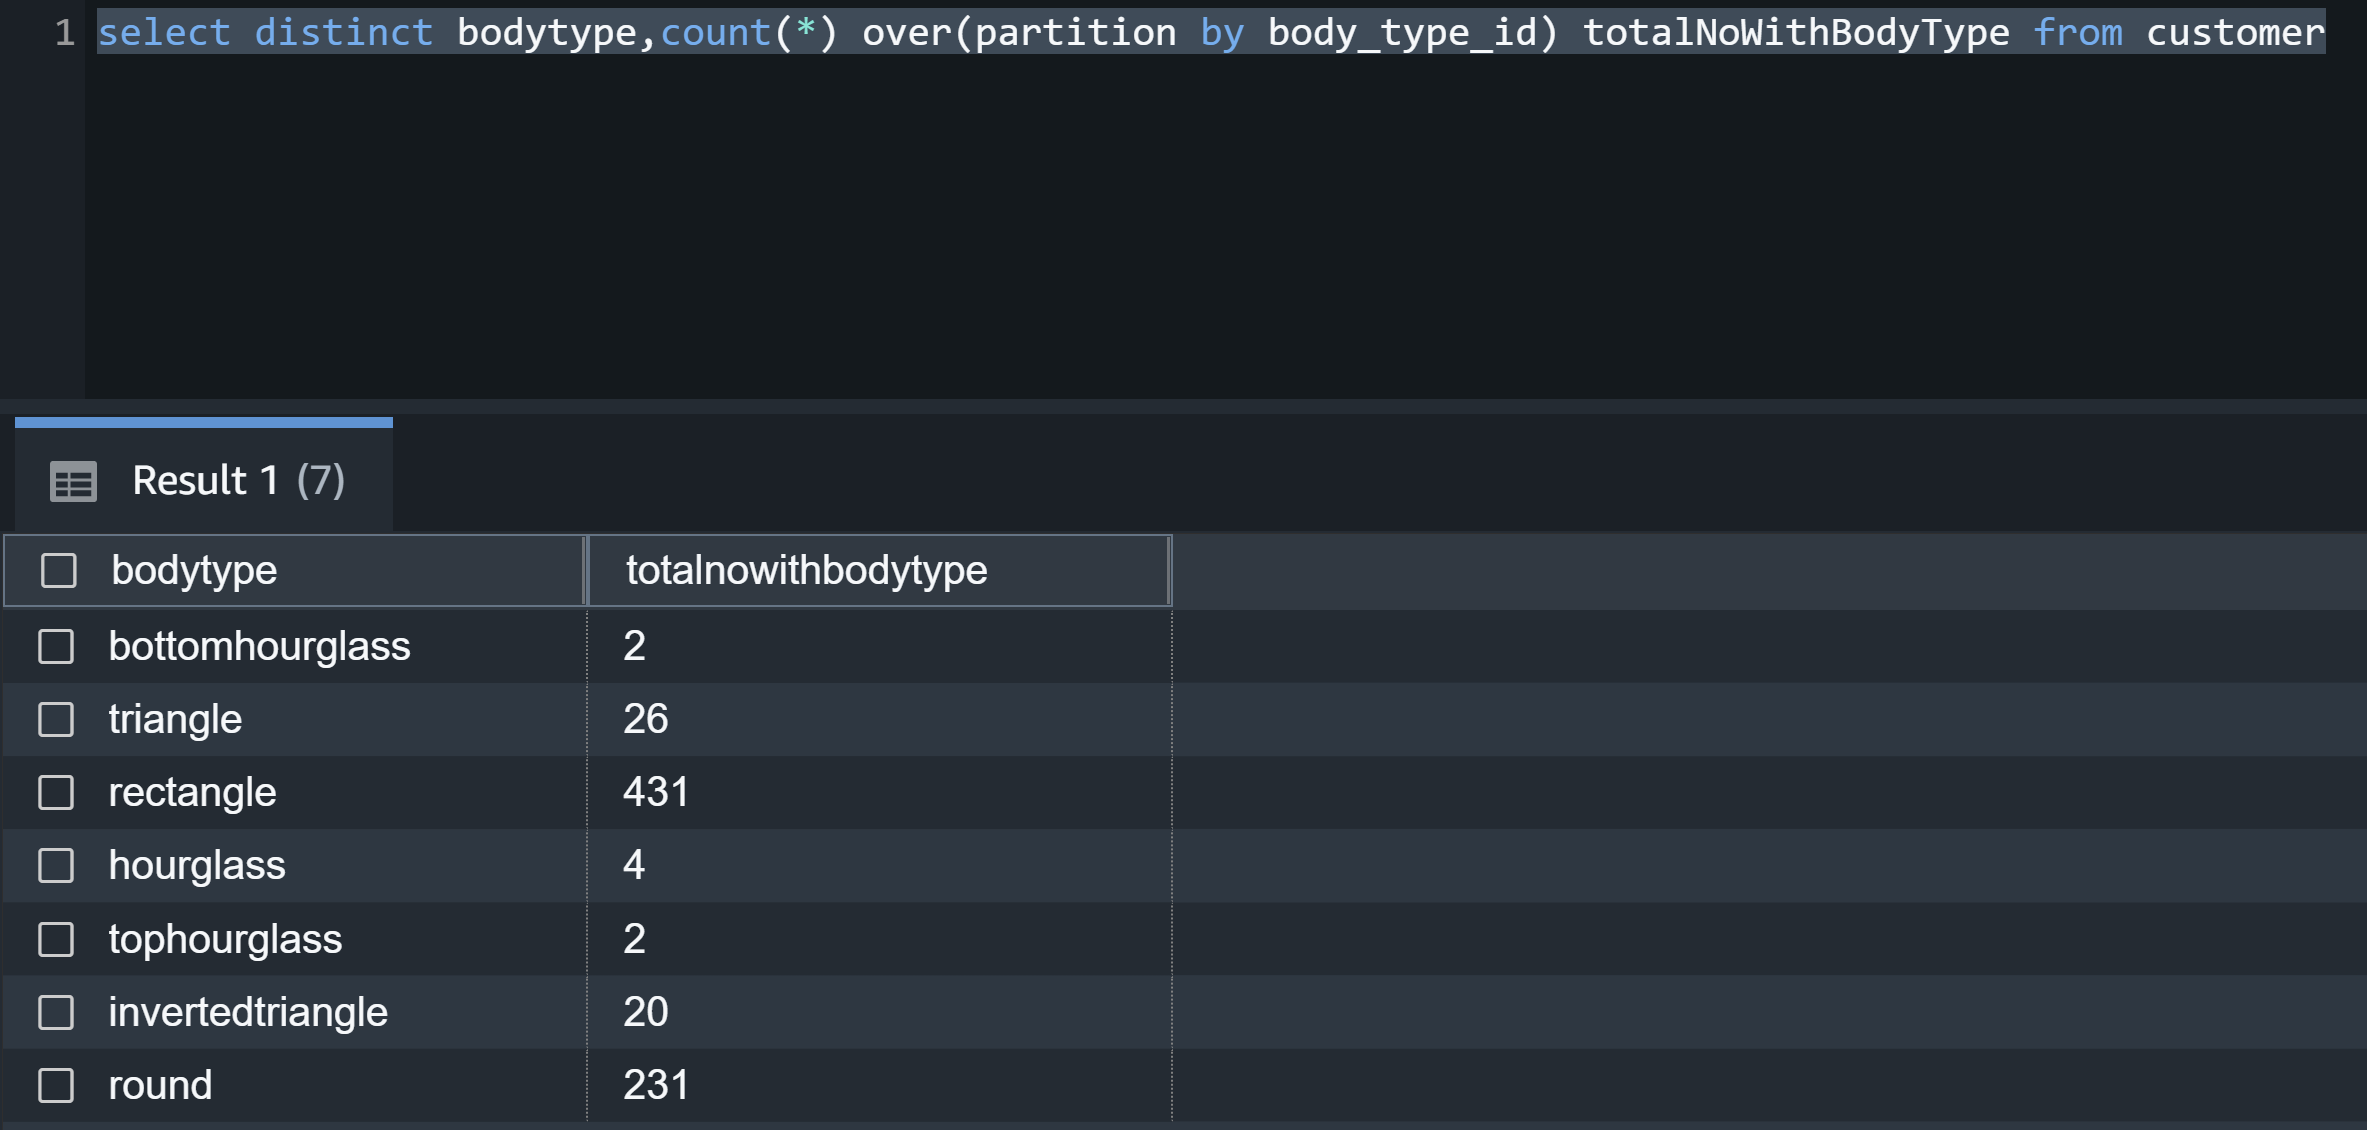 1 select distinct bodytype,count(*) over(partition by body_type_id) totalNoWithBodyType from customer
Result 1 (7)
bodytype totalnowithbodytype
bottomhourglass 2
triangle 26
rectangle 431
hourglass 4
tophourglass 2
invertedtriangle 20
round 231